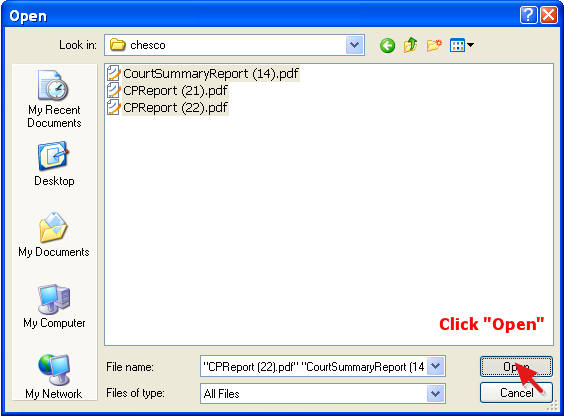 Open
Look in:
chesco
CourtSummaryReport (14).pdf
CPReport (21).pdf
CPReport (22).pdf
My Recent
Documents
Desktop
My Documents
My Computer
My Network
Click "Open"
File name:
"CPReport (22).pdf" "CourtSummaryReport (14
Open
Files of type:
All Files
Cancel